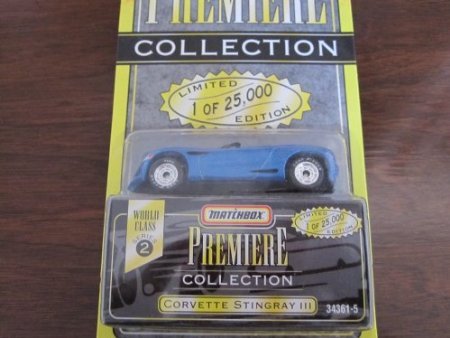 PREMIERE
COLLECTION
LIMITED
1 OF 25,000
EDITION
WORLD
CLASS
SERIES
2
MATCHBOX
PREMIERE
COLLECTION
CORVETTE STINGRAY III
LIMITED
1 OF 25,000
EDITION
34361-5